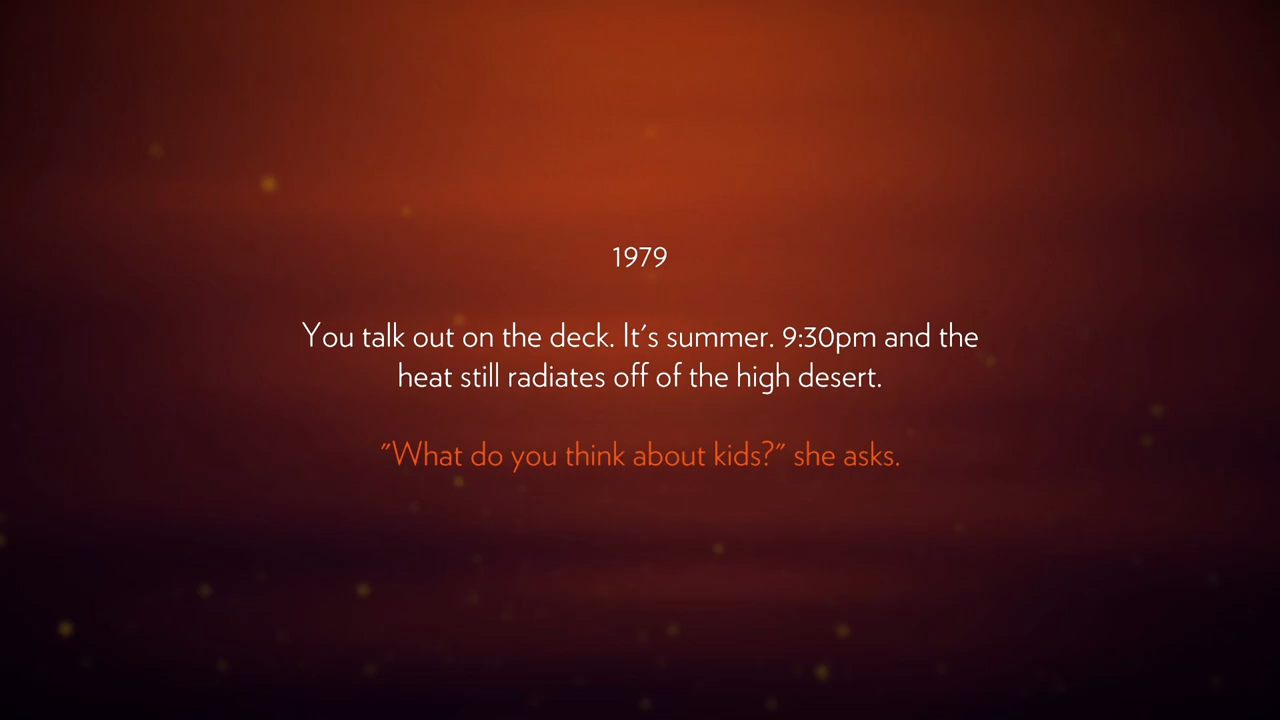 1979
You talk out on the deck. It's summer. 9:30pm and the
heat still radiates off of the high desert.
"What do you think about kids?" she asks.